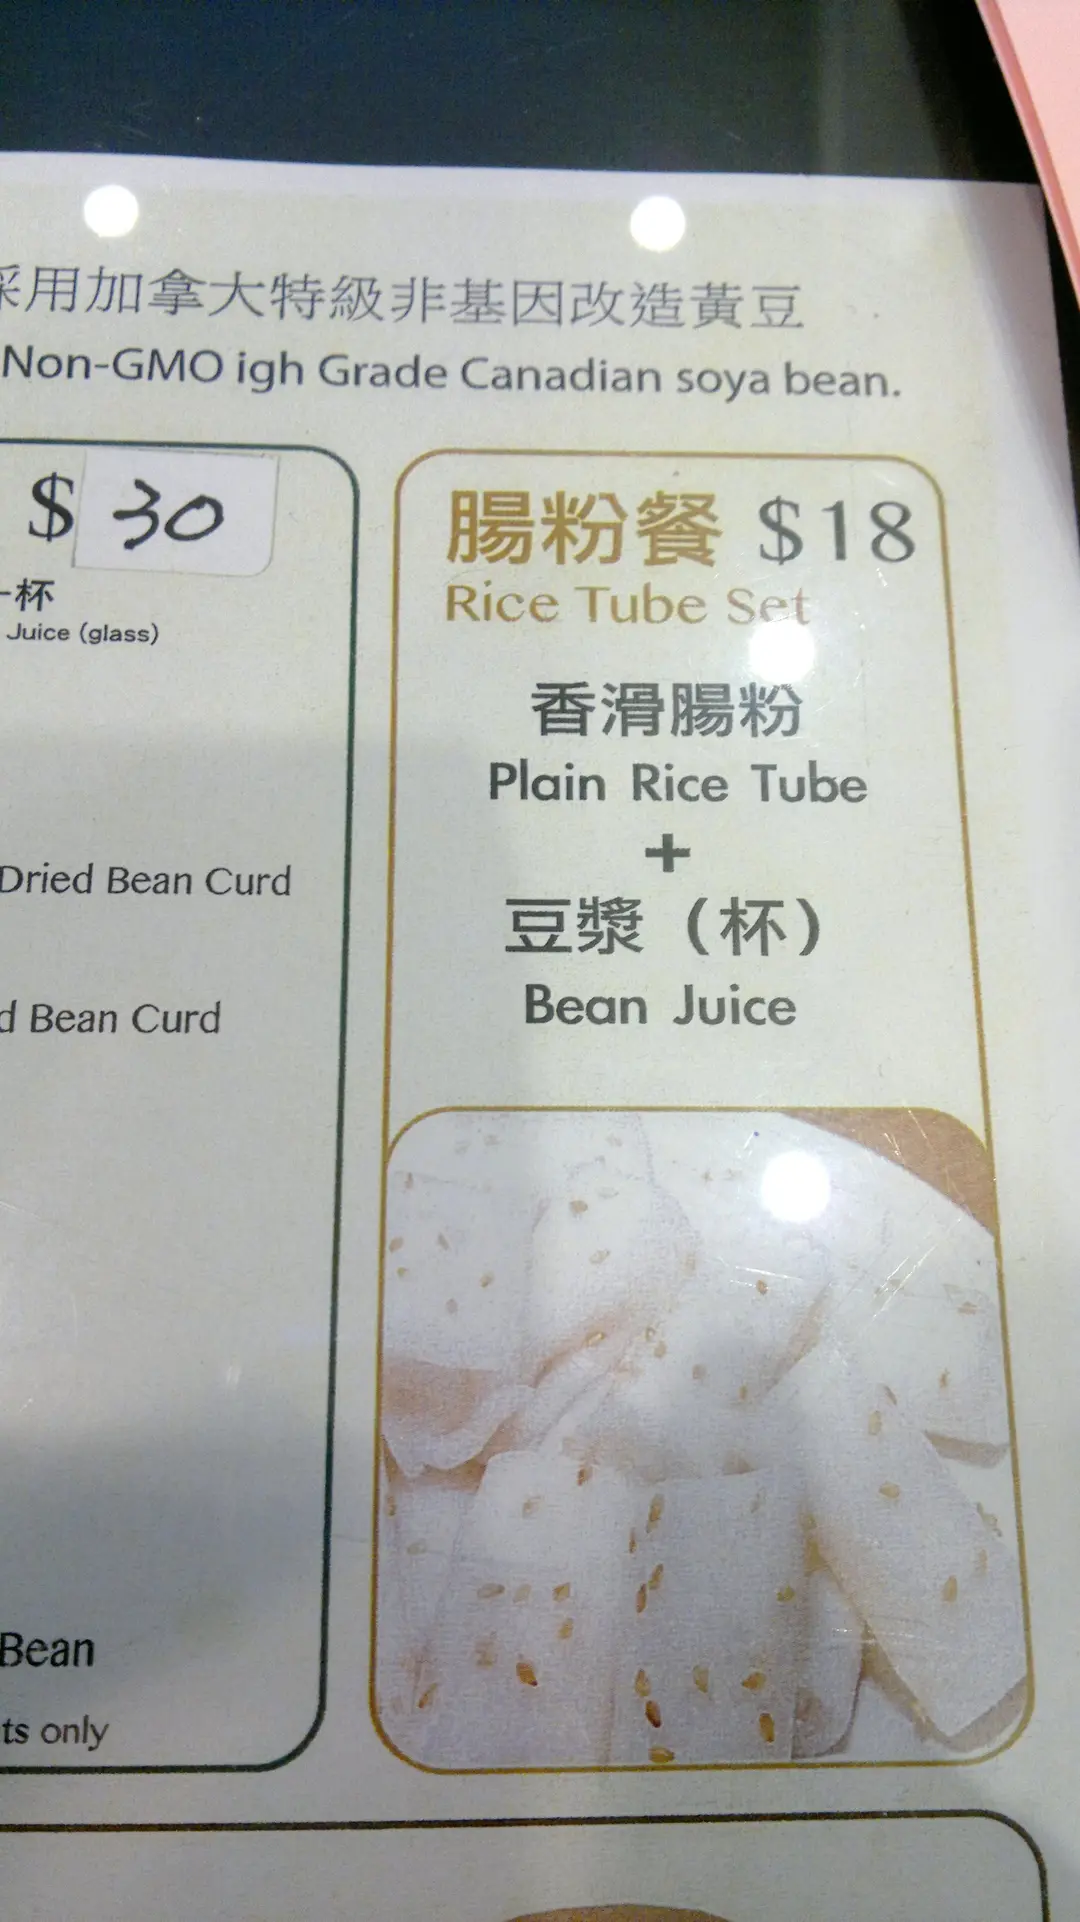 採用加拿大特級非基因改造黃豆
Non-GMO igh Grade Canadian soya bean.
$ 30
一杯
Juice (glass)
Dried Bean Curd
Bean Curd
Bean
only
腸粉餐 $18
Rice Tube Set
香滑腸粉
Plain Rice Tube
+
豆漿（杯）
Bean Juice